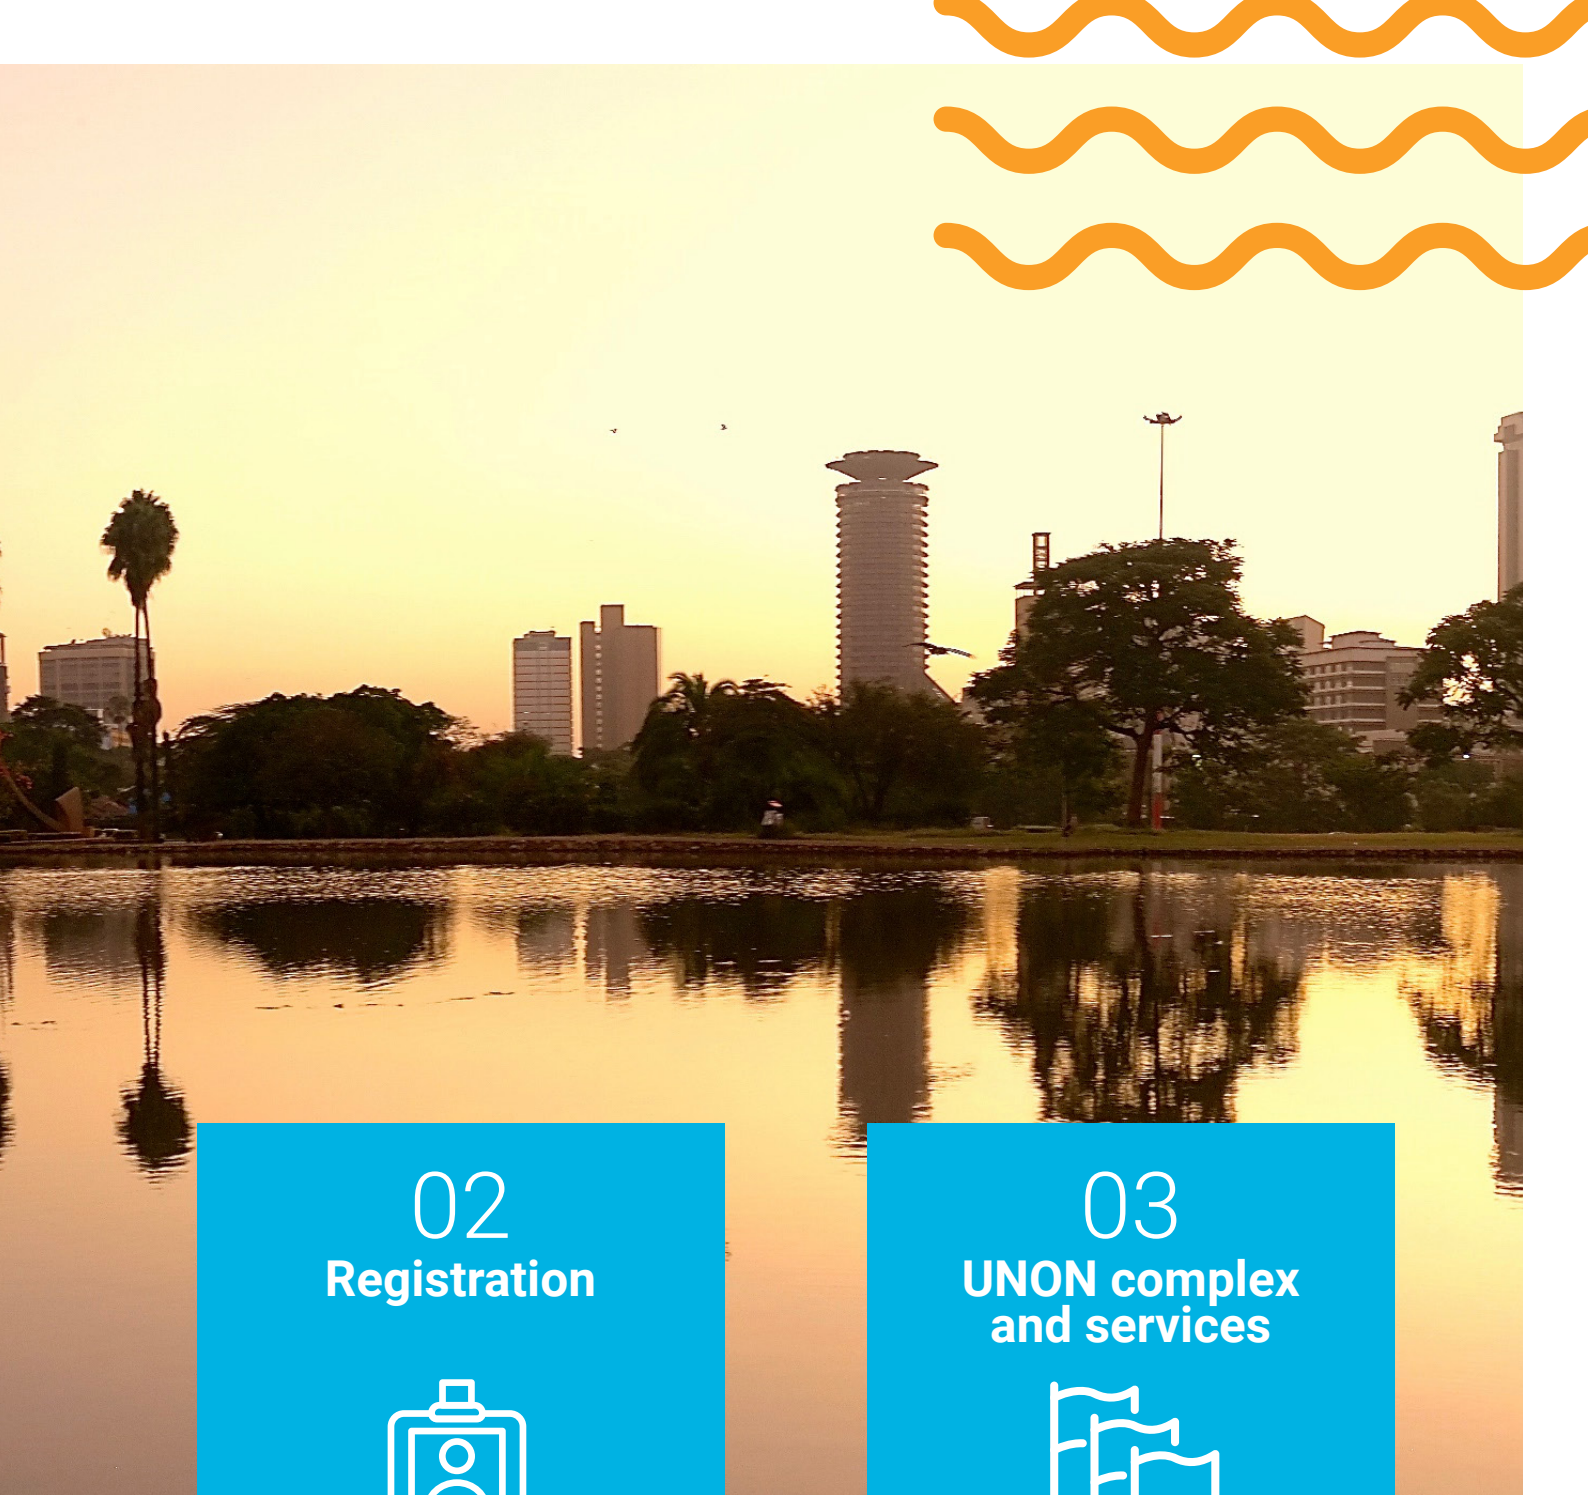 02
Registration
03
UNON complex
and services